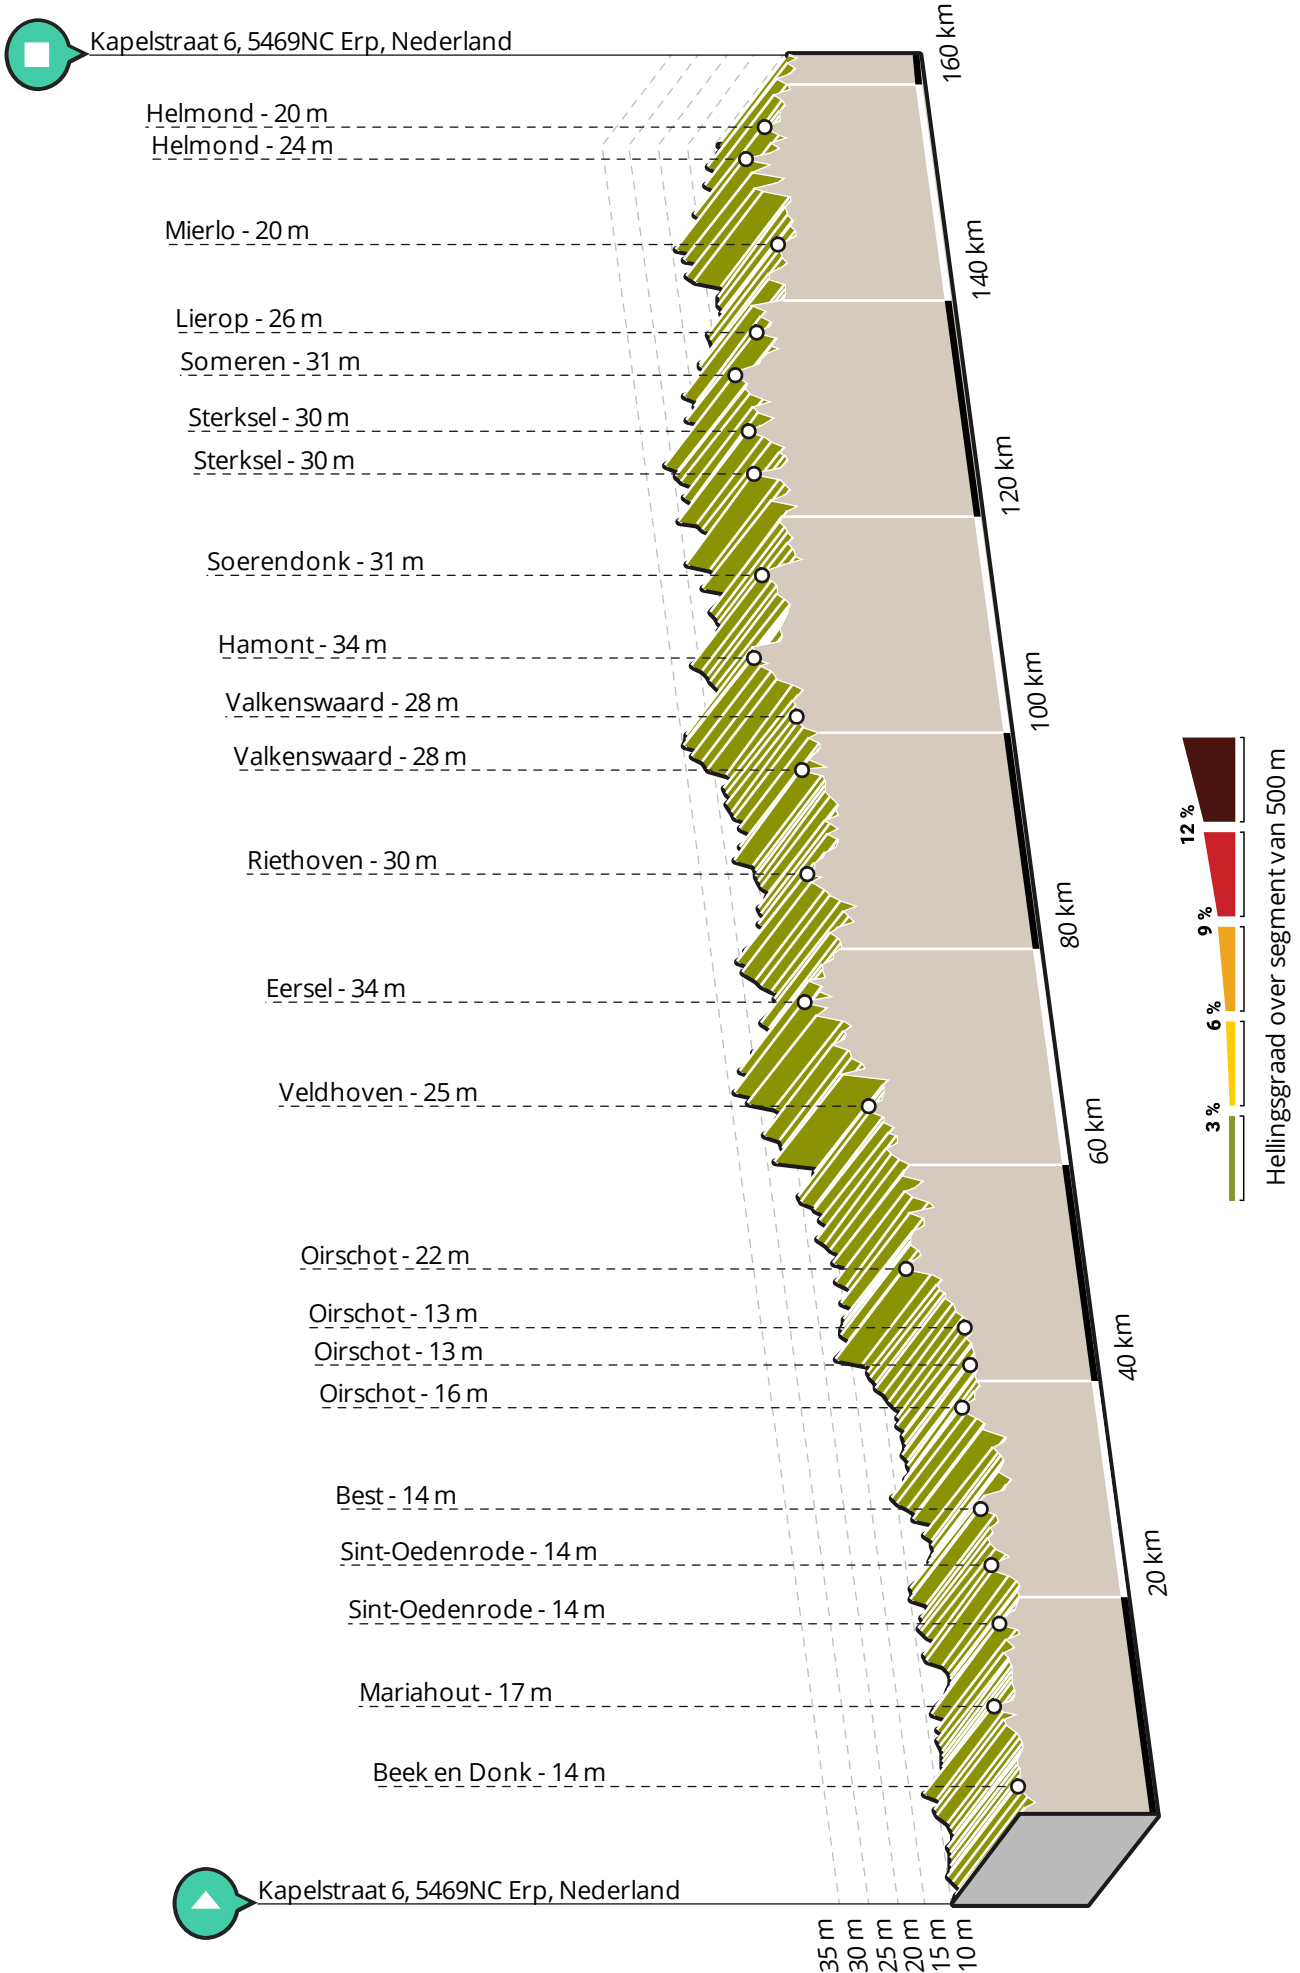 Kapelstraat 6, 5469NC Erp, Nederland
Helmond - 20 m
Helmond - 24 m
Mierlo - 20 m
Lierop - 26 m
Someren - 31 m
Sterksel - 30 m
Sterksel - 30 m
Soerendonk - 31 m
Hamont - 34 m
Valkenswaard - 28 m
Valkenswaard - 28 m
Riethoven - 30 m
Eersel - 34 m
Veldhoven - 25 m
Oirschot - 22 m
Oirschot - 13 m
Oirschot - 13 m
Oirschot - 16 m
Best - 14 m
Sint-Oedenrode - 14 m
Sint-Oedenrode - 14 m
Mariahout - 17 m
Beek en Donk - 14 m
Kapelstraat 6, 5469NC Erp, Nederland
35 m
30 m
25 m
20 m
15 m
10 m
160 km
140 km
120 km
100 km
80 km
60 km
40 km
20 km
12 %
9 %
6 %
3 %
Hellingsgraad over segment van 500 m